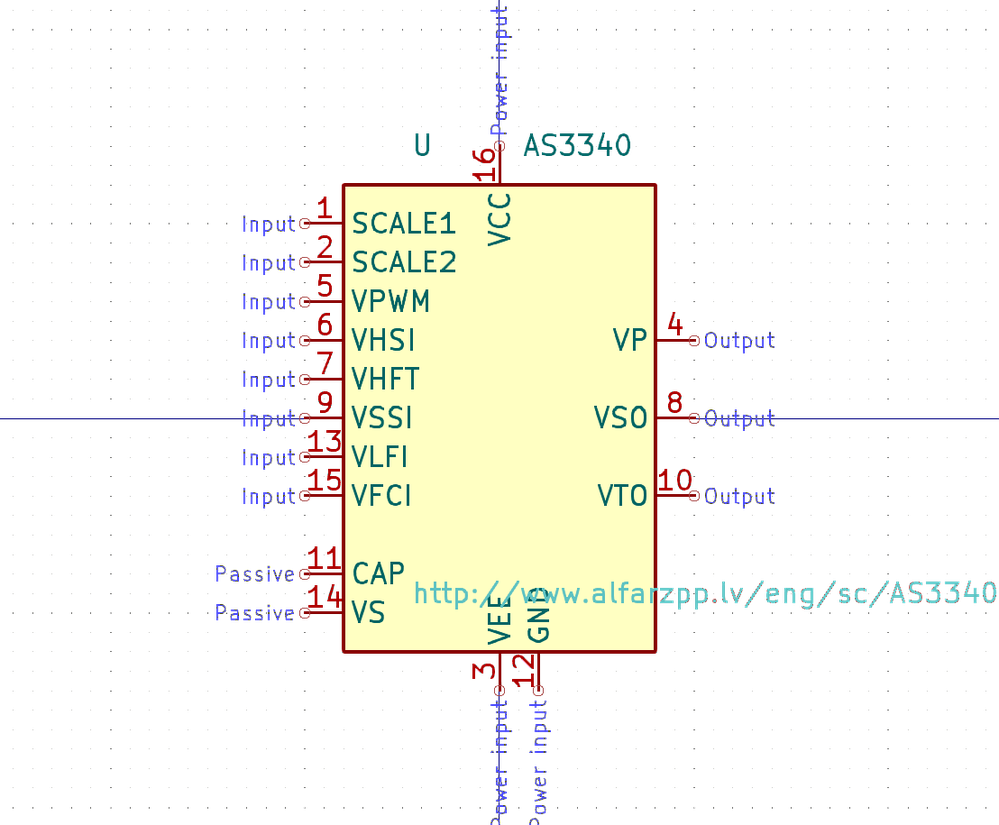 Power input
U AS3340
16
VCC
Input 1 SCALE1
Input 2 SCALE2
Input 5 VPWM
Input 6 VHSI VP 4 Output
Input 7 VHFT
Input 9 VSSI VSO 8 Output
Input 13 VLFI
Input 15 VFCI VTO 10 Output
Passive 11 CAP
http://www.alfarzpp.lv/eng/sc/AS3340
Passive 14 VS
VEE GND
3 12
Power input Power input